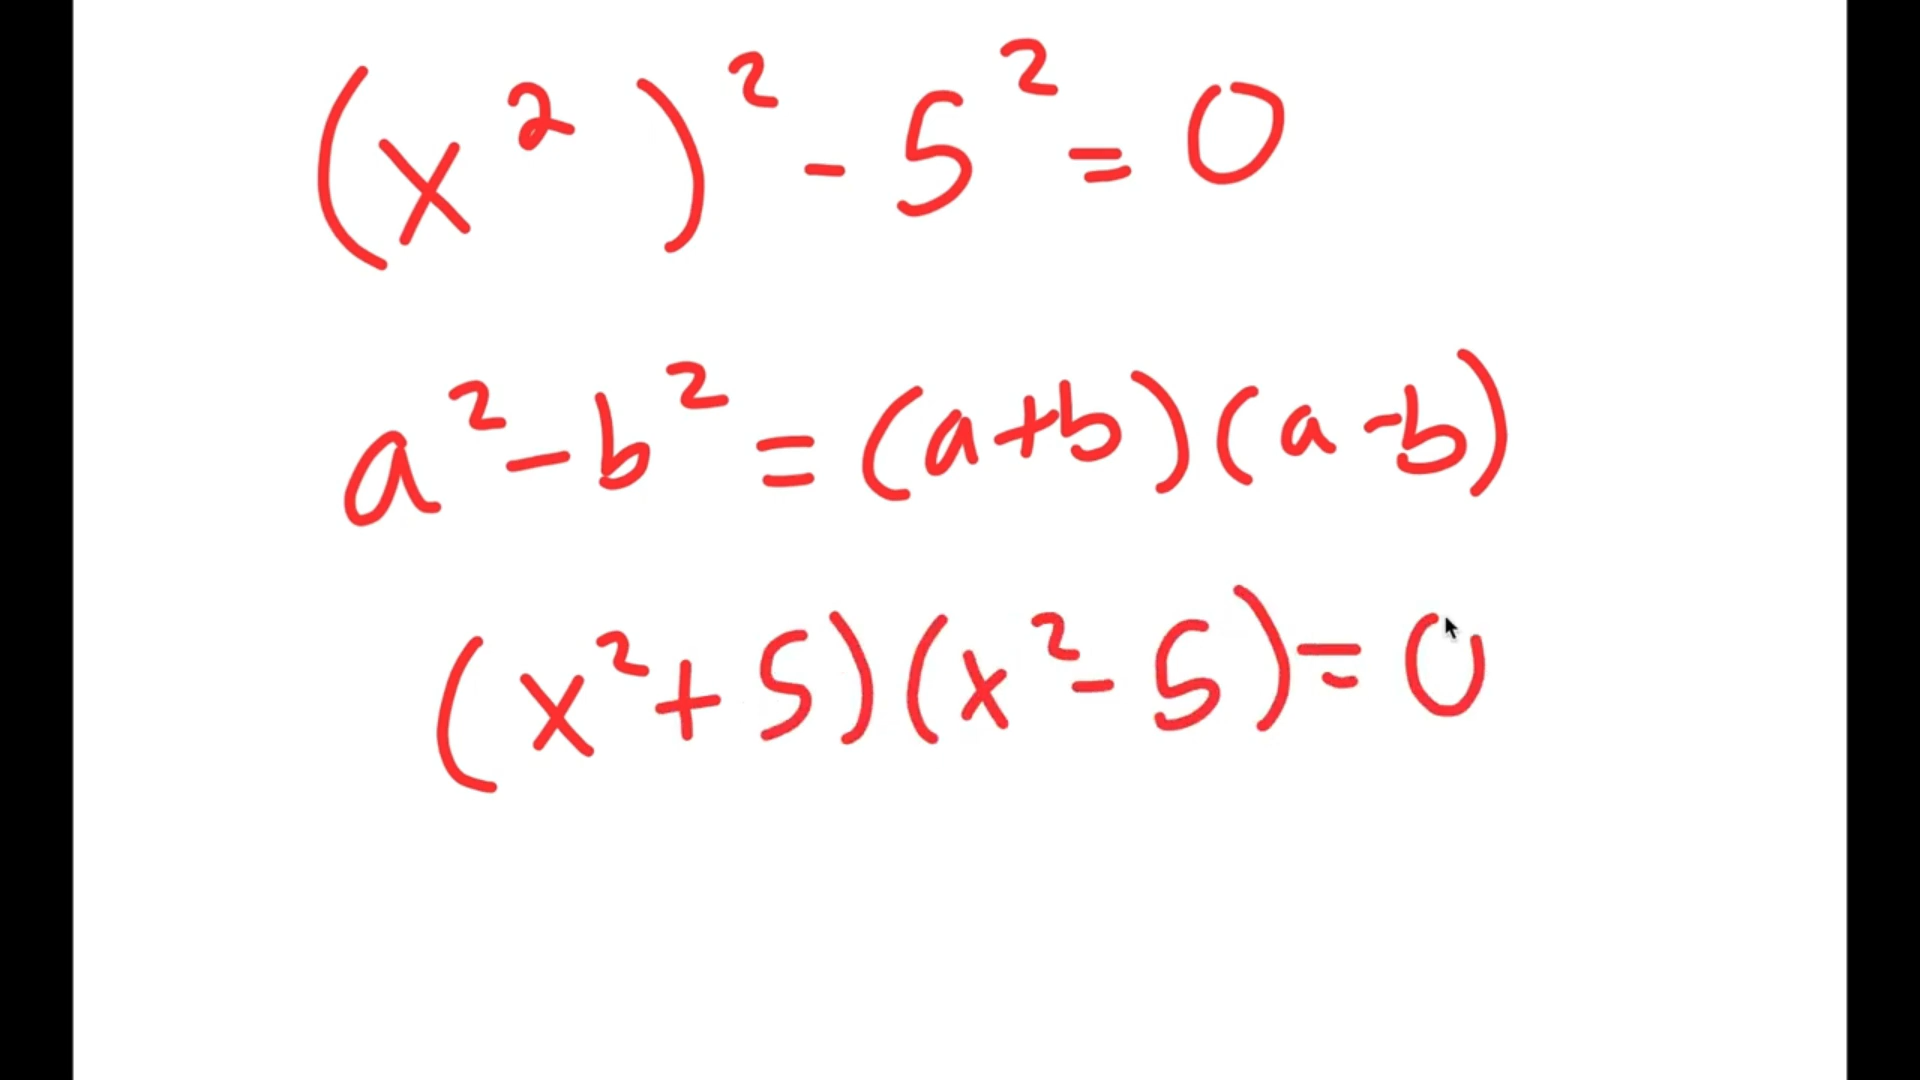 (x²)² - 5² = 0
a² - b² = (a+b)(a-b)
(x²+5)(x²-5) = 0